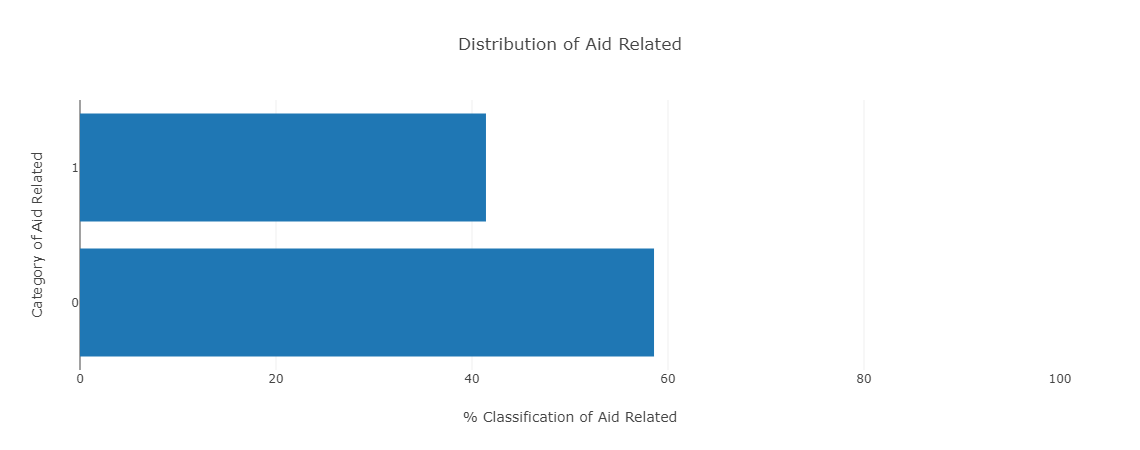 Distribution of Aid Related
Category of Aid Related
1
0
0
20
40
60
80
100
% Classification of Aid Related